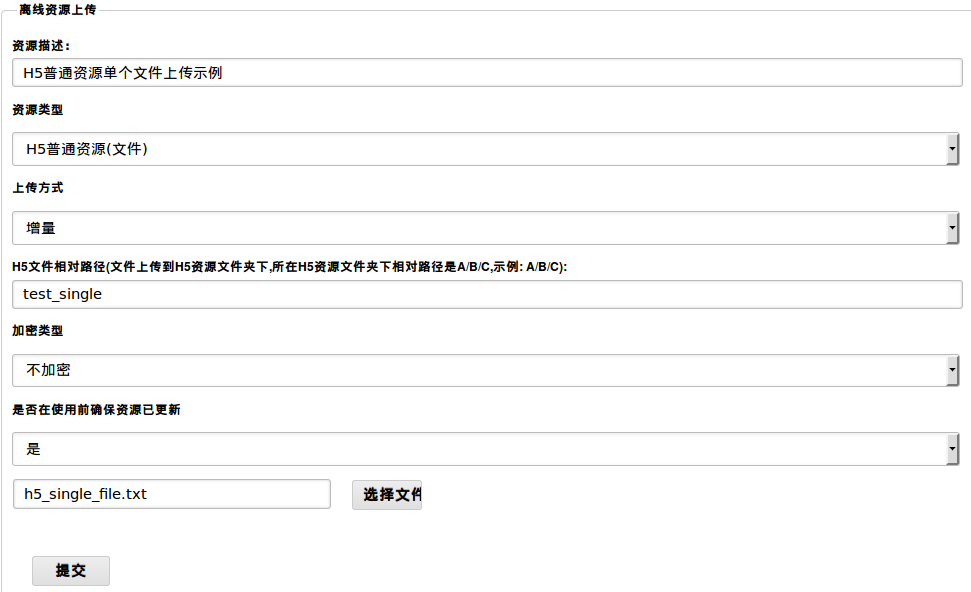 离线资源上传
资源描述：
H5普通资源单个文件上传示例
资源类型
H5普通资源(文件)
上传方式
增量
H5文件相对路径(文件上传到H5资源文件夹下,所在H5资源文件夹下相对路径是A/B/C,示例: A/B/C):
test_single
加密类型
不加密
是否在使用前确保资源已更新
是
h5_single_file.txt 选择文件
提交